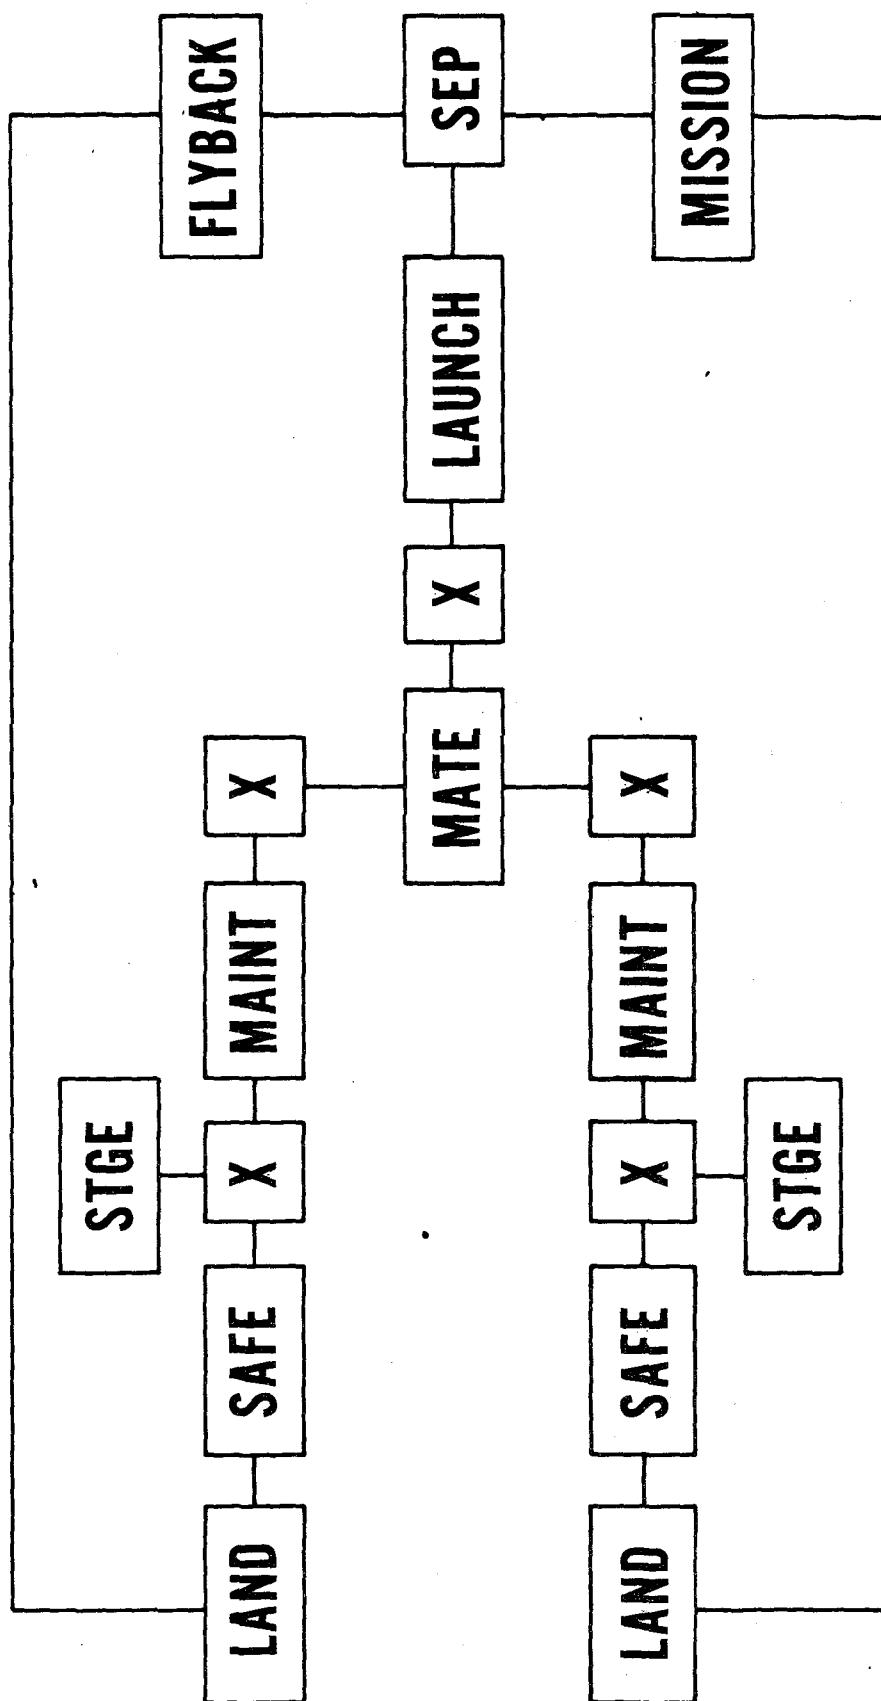 FLYBACK
SEP
MISSION
LAUNCH
X
MATE
X
X
MAINT
MAINT
STGE
X
X
STGE
SAFE
SAFE
LAND
LAND